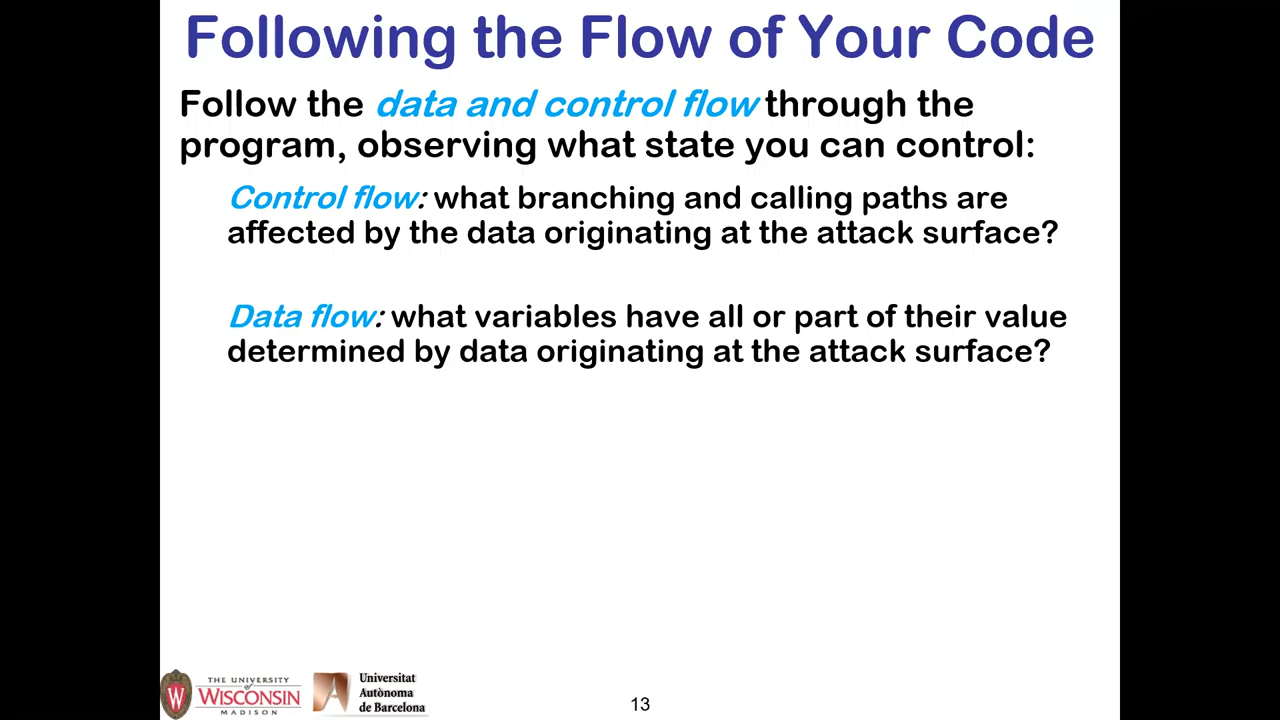 Following the Flow of Your Code
Follow the data and control flow through the
program, observing what state you can control:
Control flow: what branching and calling paths are
affected by the data originating at the attack surface?
Data flow: what variables have all or part of their value
determined by data originating at the attack surface?
W
THE UNIVERSITY
of
WISCONSIN
MADISON
Universitat
Autònoma
de Barcelona
13